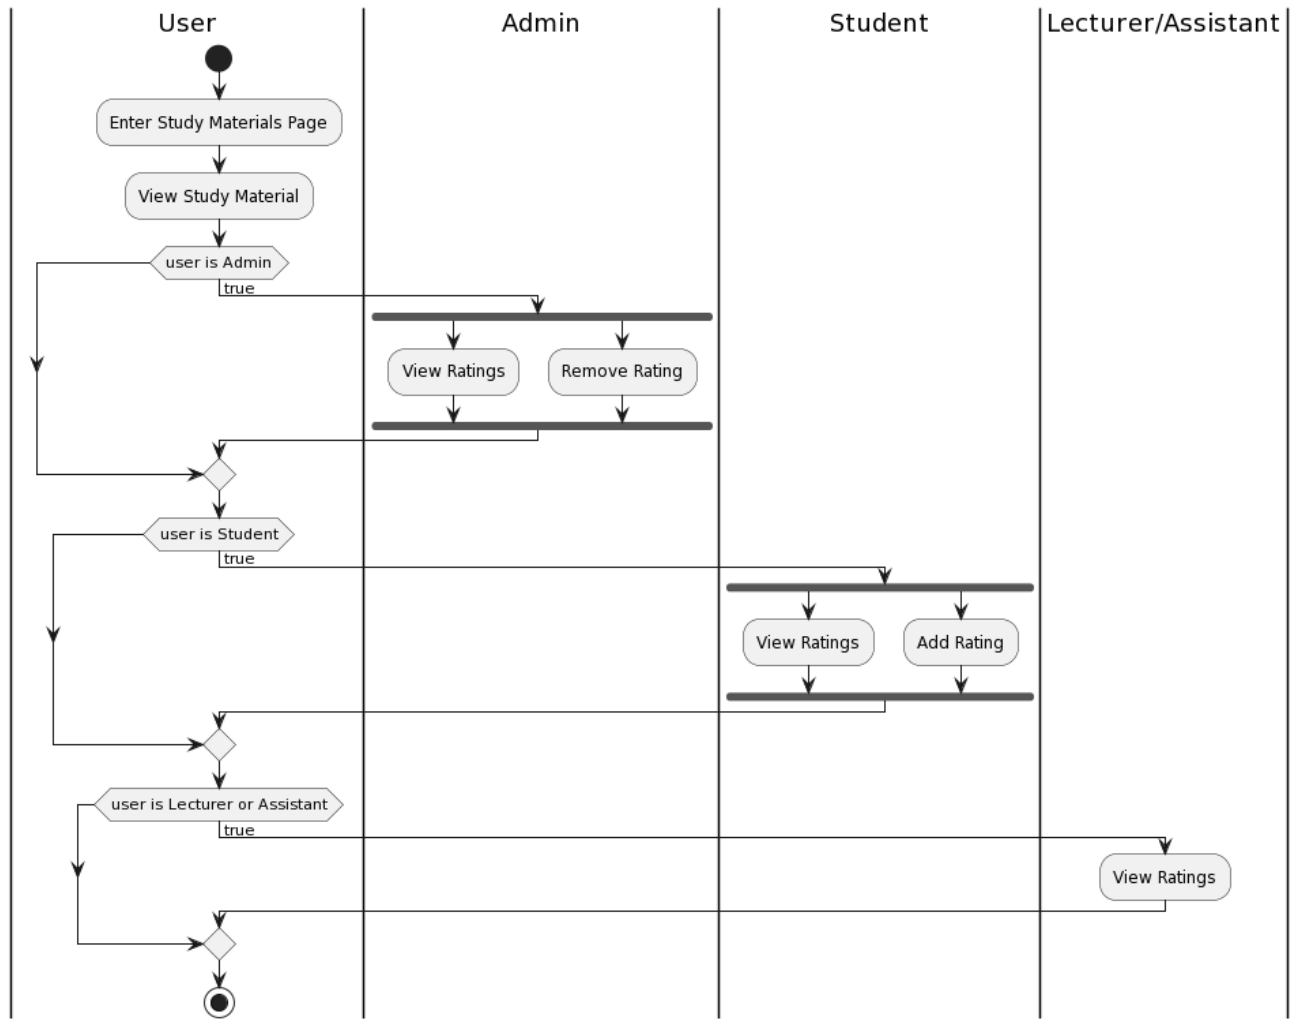 User
Admin
Student
Lecturer/Assistant
Enter Study Materials Page
View Study Material
user is Admin
true
View Ratings
Remove Rating
user is Student
true
View Ratings
Add Rating
user is Lecturer or Assistant
true
View Ratings